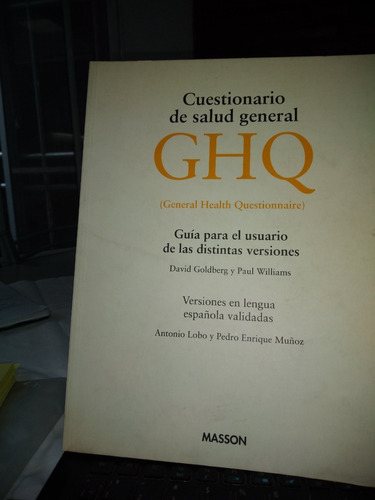 Cuestionario
de salud general
GHQ
(General Health Questionnaire)
Guía para el usuario
de las distintas versiones
David Goldberg y Paul Williams
Versiones en lengua
española validadas
Antonio Lobo y Pedro Enrique Muñoz
MASSON